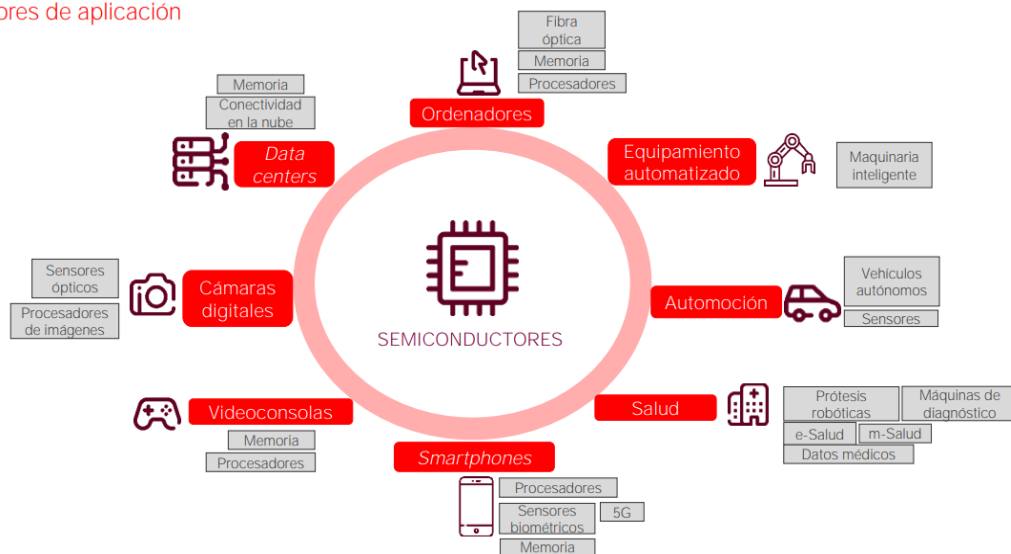 ores de aplicación
Fibra
óptica
Memoria
Procesadores
Ordenadores
Memoria
Conectividad
en la nube
Data
centers
Equipamiento
automatizado
Maquinaria
inteligente
Sensores
ópticos
Procesadores
de imágenes
Cámaras
digitales
SEMICONDUCTORES
Automoción
Vehículos
autónomos
Sensores
Videoconsolas
Memoria
Procesadores
Salud
Prótesis
robóticas
Máquinas de
diagnóstico
e-Salud
m-Salud
Datos médicos
Smartphones
Procesadores
Sensores
biométricos
5G
Memoria